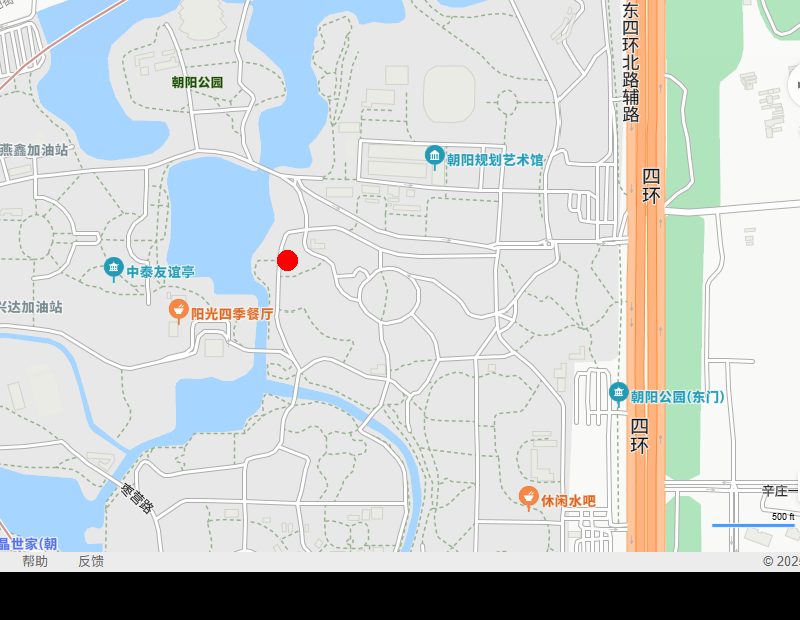 东四环北路辅路
朝阳公园
燕鑫加油站
朝阳规划艺术馆
四环
中泰友谊亭
兴达加油站
阳光四季餐厅
朝阳公园(东门)
四环
枣营路
休闲水吧
辛庄一
500 ft
晶世家(朝
帮助 反馈
© 202